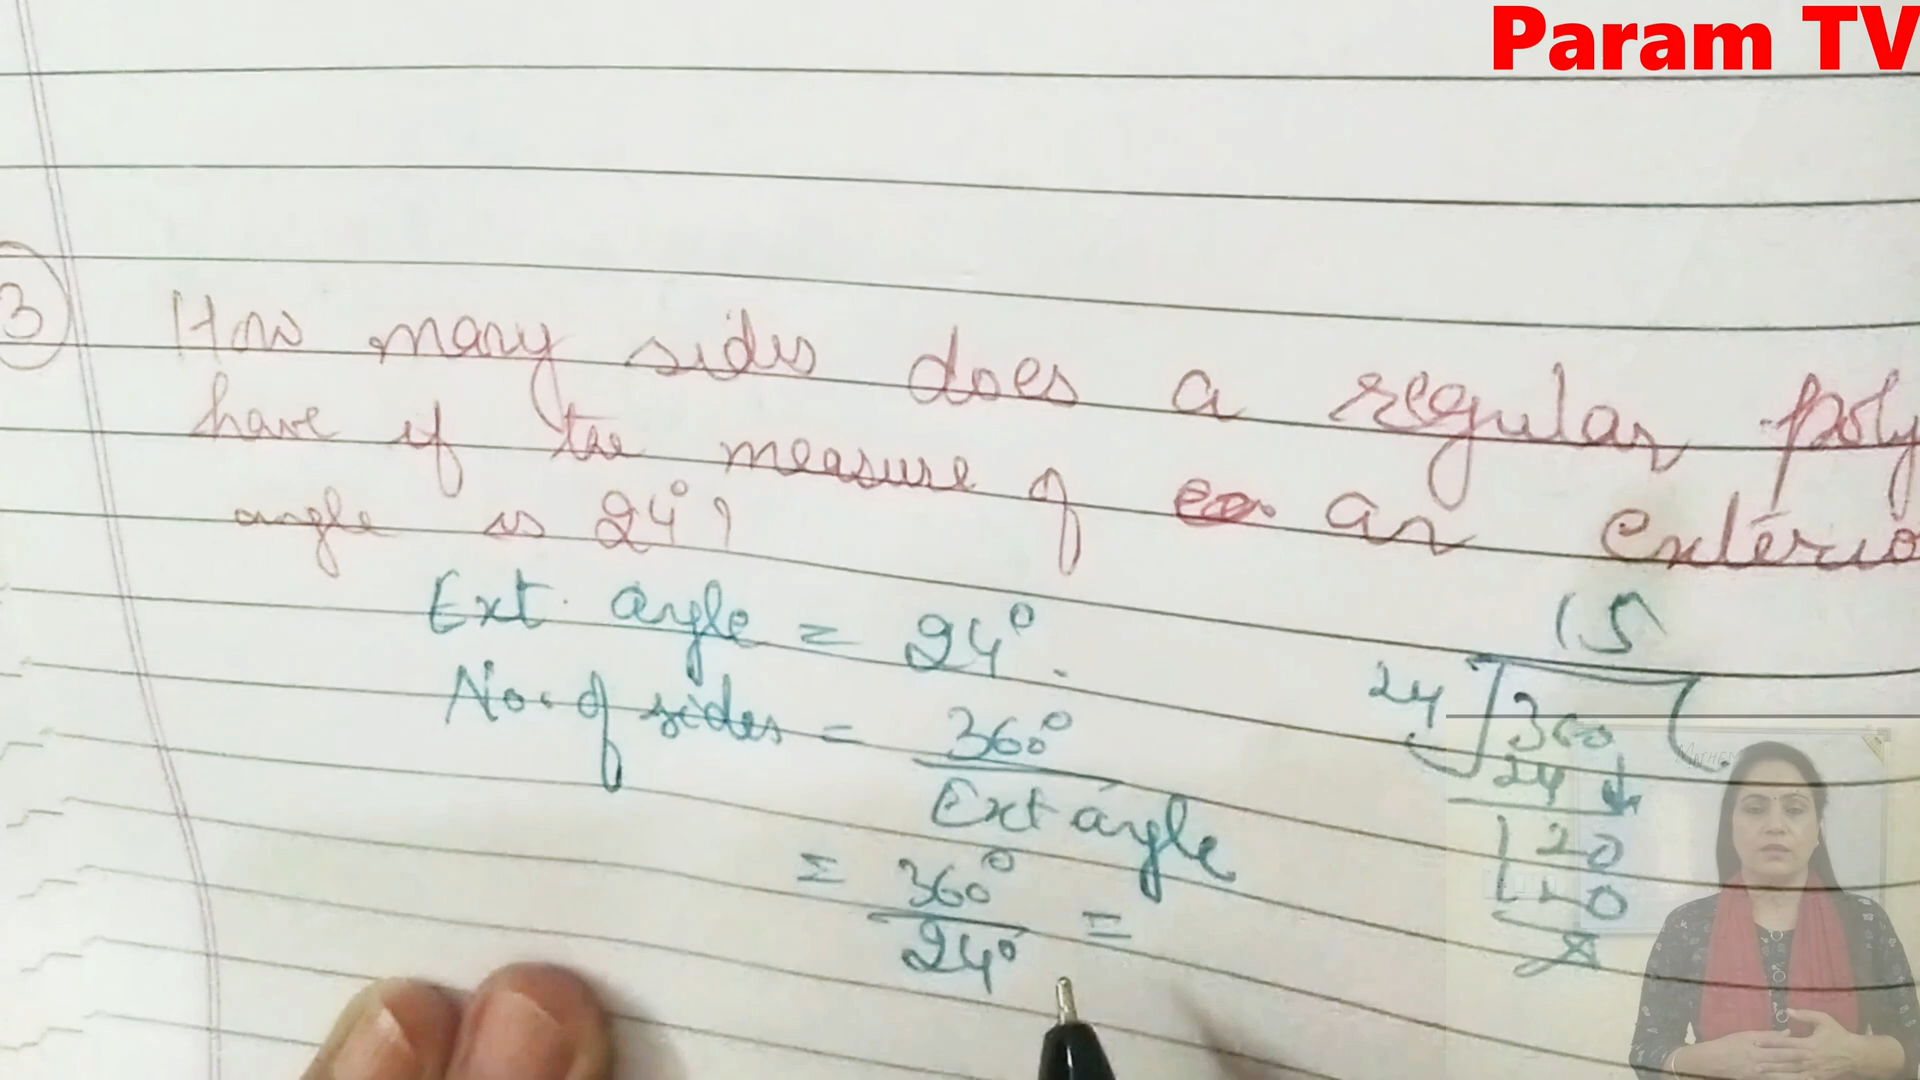 Param TV
3 How many sides does a regular poly
have if the measure of an exterio
angle is 24°?
Ext. angle = 24°.
No. of sides = 360°
Ext angle
= 360°
24° =
15
24 360
24
120
120
x